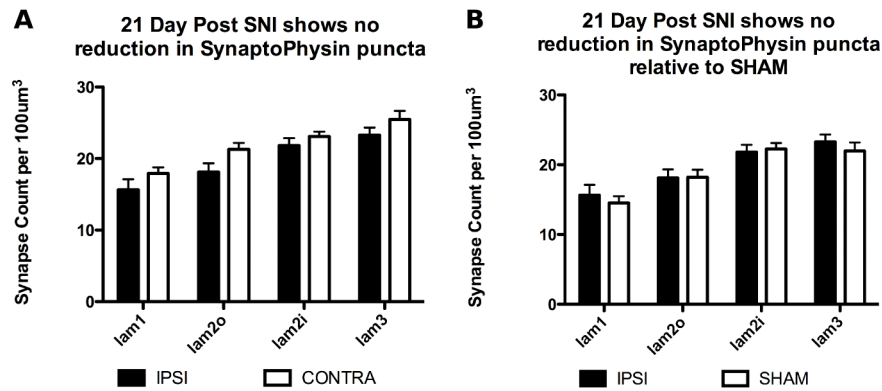 A
21 Day Post SNI shows no
reduction in SynaptoPhysin puncta
Synapse Count per 100um³
30
20
10
0
lam1
lam2o
lam2i
lam3
IPSI
CONTRA
B
21 Day Post SNI shows no
reduction in SynaptoPhysin puncta
relative to SHAM
Synapse Count per 100um³
30
20
10
0
lam1
lam2o
lam2i
lam3
IPSI
SHAM